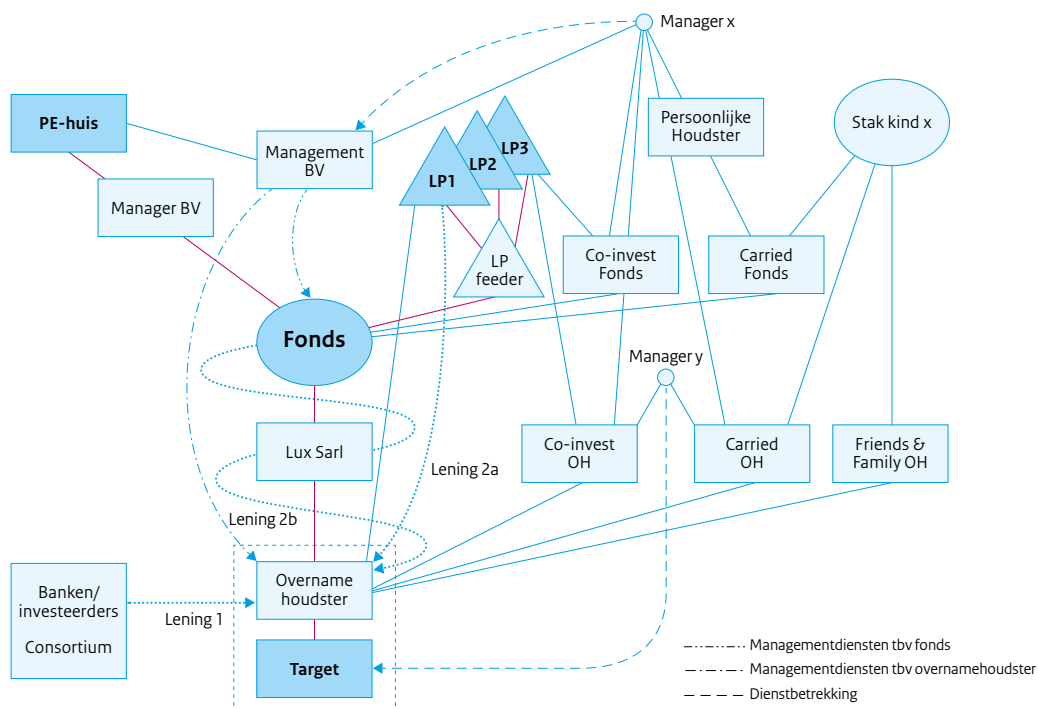 Manager x
PE-huis
Management
BV
LP1
LP2
LP3
Persoonlijke
Houdster
Stak kind x
Manager BV
LP
feeder
Co-invest
Fonds
Carried
Fonds
Fonds
Manager y
Lux Sarl
Co-invest
OH
Carried
OH
Friends &
Family OH
Lening 2a
Lening 2b
Banken/
investeerders
Consortium
Lening 1
Overname
houdster
Target
Managementdiensten tbv fonds
Managementdiensten tbv overnamehoudster
Dienstbetrekking